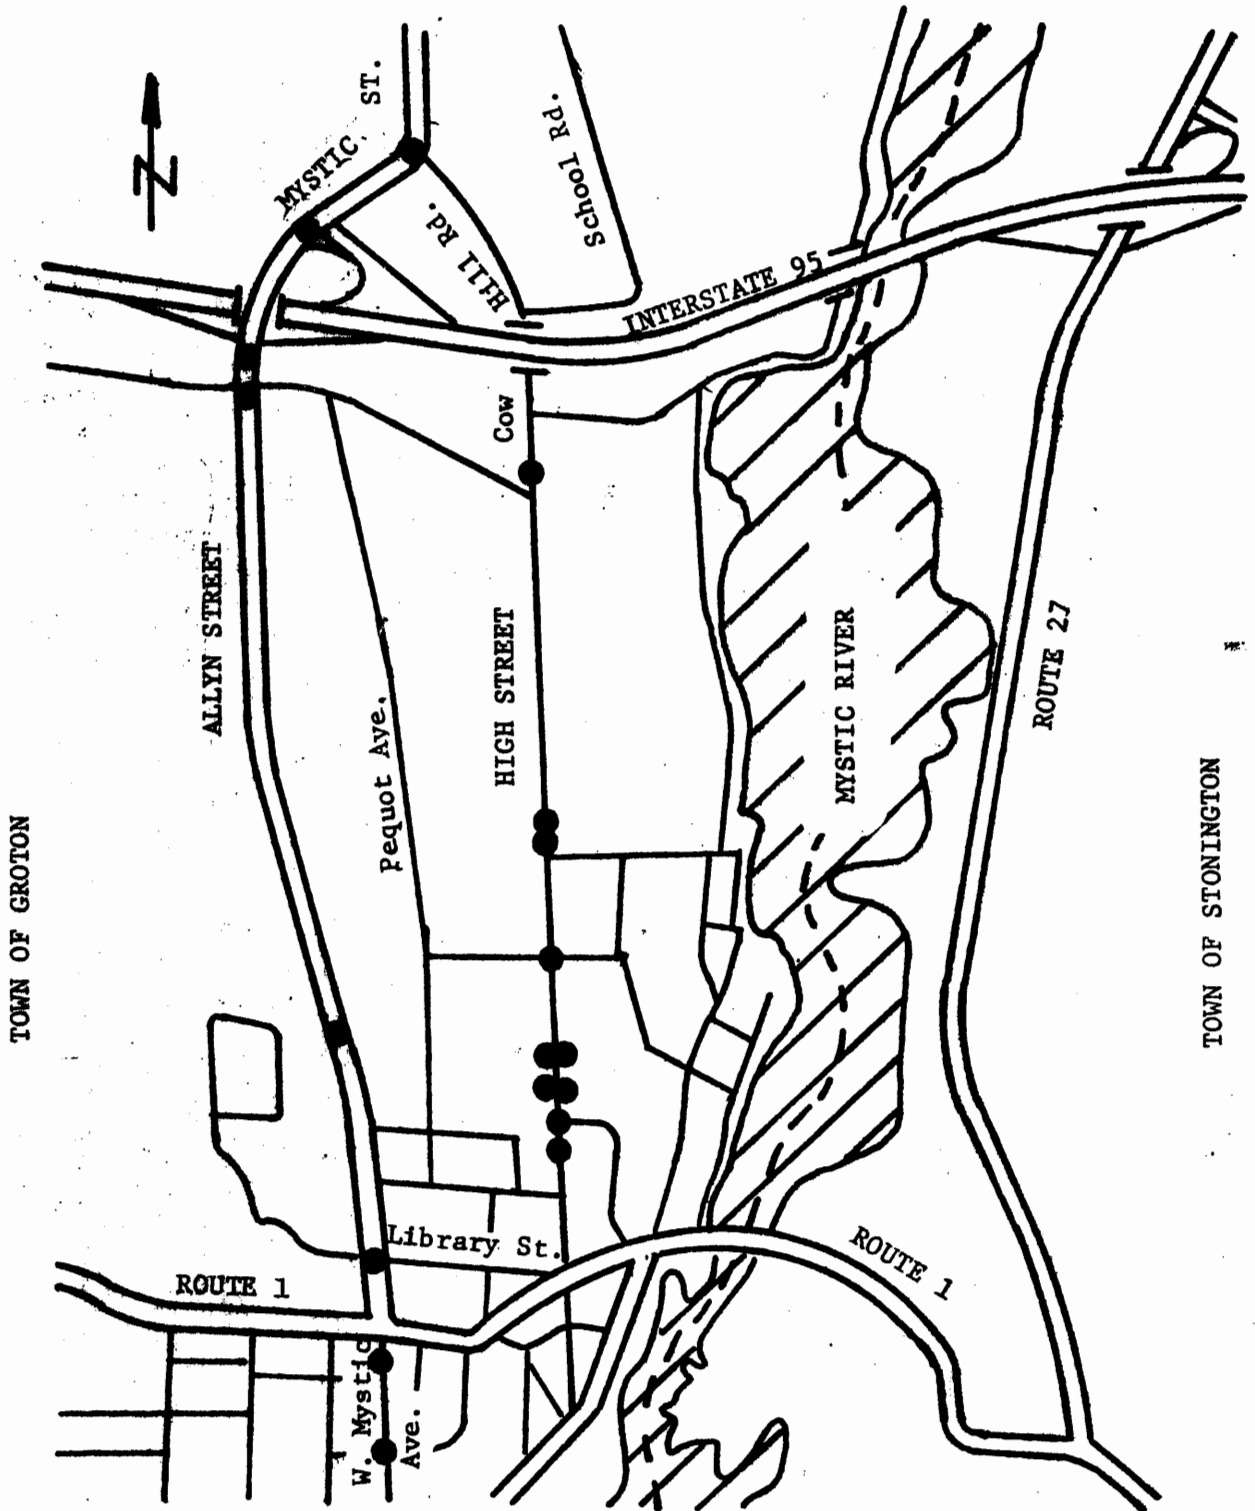 MYSTIC ST.
N
School Rd.
Hill Rd.
INTERSTATE 95
Cow
ALLYN STREET
HIGH STREET
Pequot Ave.
MYSTIC RIVER
ROUTE 27
TOWN OF GROTON
TOWN OF STONINGTON
Library St.
ROUTE 1
ROUTE 1
W. Mystic
Ave.